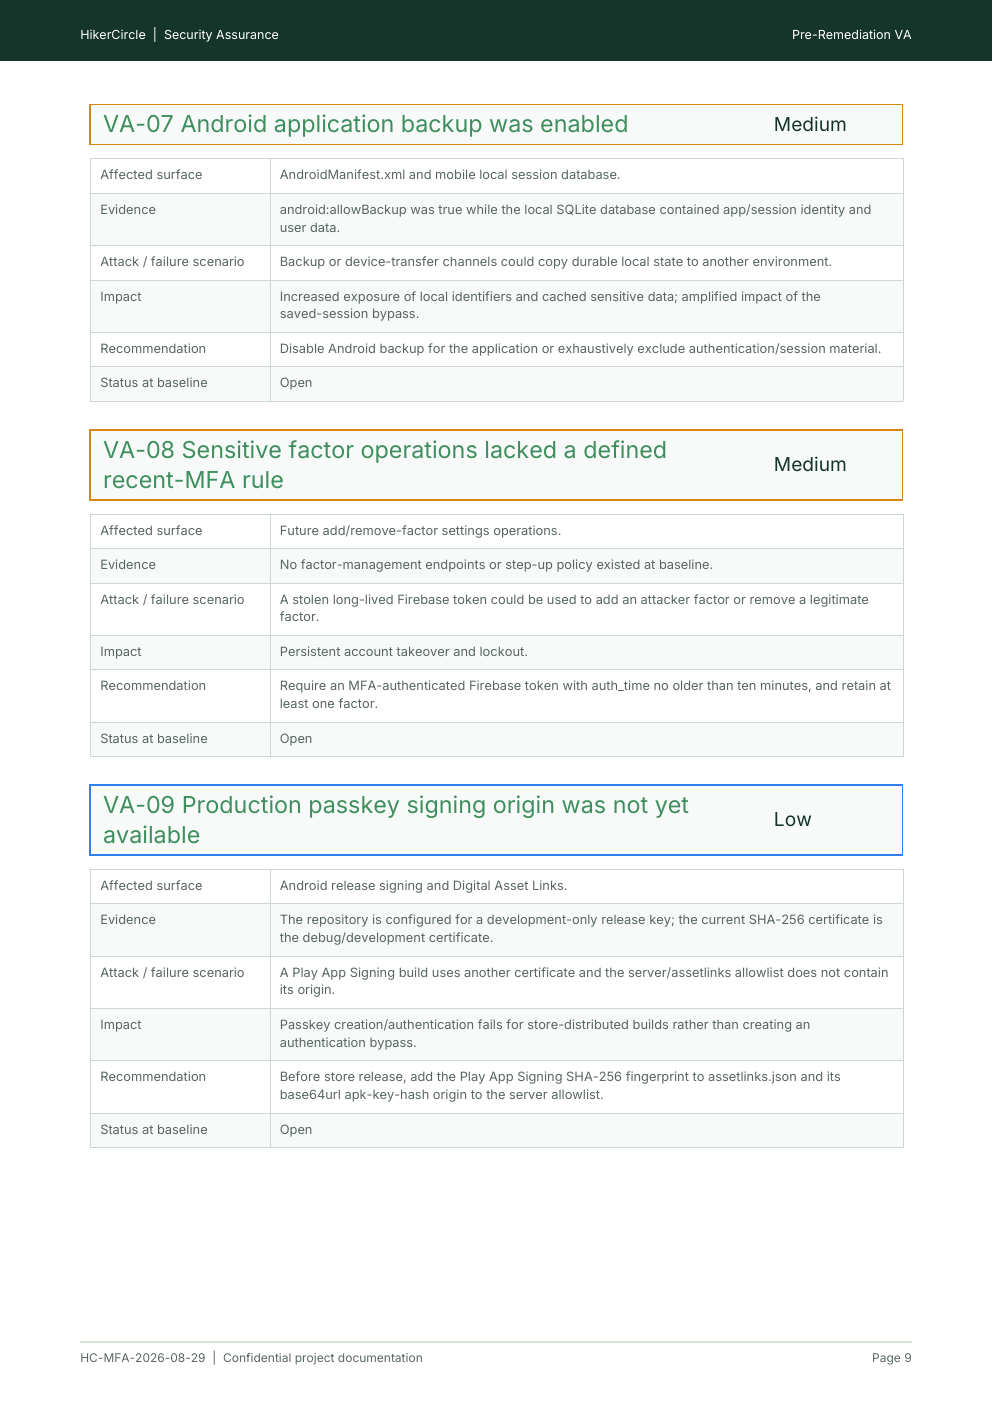 HikerCircle | Security Assurance
Pre-Remediation VA
VA-07 Android application backup was enabled
Medium
Affected surface
AndroidManifest.xml and mobile local session database.
Evidence
android:allowBackup was true while the local SQLite database contained app/session identity and
user data.
Attack / failure scenario
Backup or device-transfer channels could copy durable local state to another environment.
Impact
Increased exposure of local identifiers and cached sensitive data; amplified impact of the
saved-session bypass.
Recommendation
Disable Android backup for the application or exhaustively exclude authentication/session material.
Status at baseline
Open
VA-08 Sensitive factor operations lacked a defined
recent-MFA rule
Medium
Affected surface
Future add/remove-factor settings operations.
Evidence
No factor-management endpoints or step-up policy existed at baseline.
Attack / failure scenario
A stolen long-lived Firebase token could be used to add an attacker factor or remove a legitimate
factor.
Impact
Persistent account takeover and lockout.
Recommendation
Require an MFA-authenticated Firebase token with auth_time no older than ten minutes, and retain at
least one factor.
Status at baseline
Open
VA-09 Production passkey signing origin was not yet
available
Low
Affected surface
Android release signing and Digital Asset Links.
Evidence
The repository is configured for a development-only release key; the current SHA-256 certificate is
the debug/development certificate.
Attack / failure scenario
A Play App Signing build uses another certificate and the server/assetlinks allowlist does not contain
its origin.
Impact
Passkey creation/authentication fails for store-distributed builds rather than creating an
authentication bypass.
Recommendation
Before store release, add the Play App Signing SHA-256 fingerprint to assetlinks.json and its
base64url apk-key-hash origin to the server allowlist.
Status at baseline
Open
HC-MFA-2026-08-29 | Confidential project documentation
Page 9